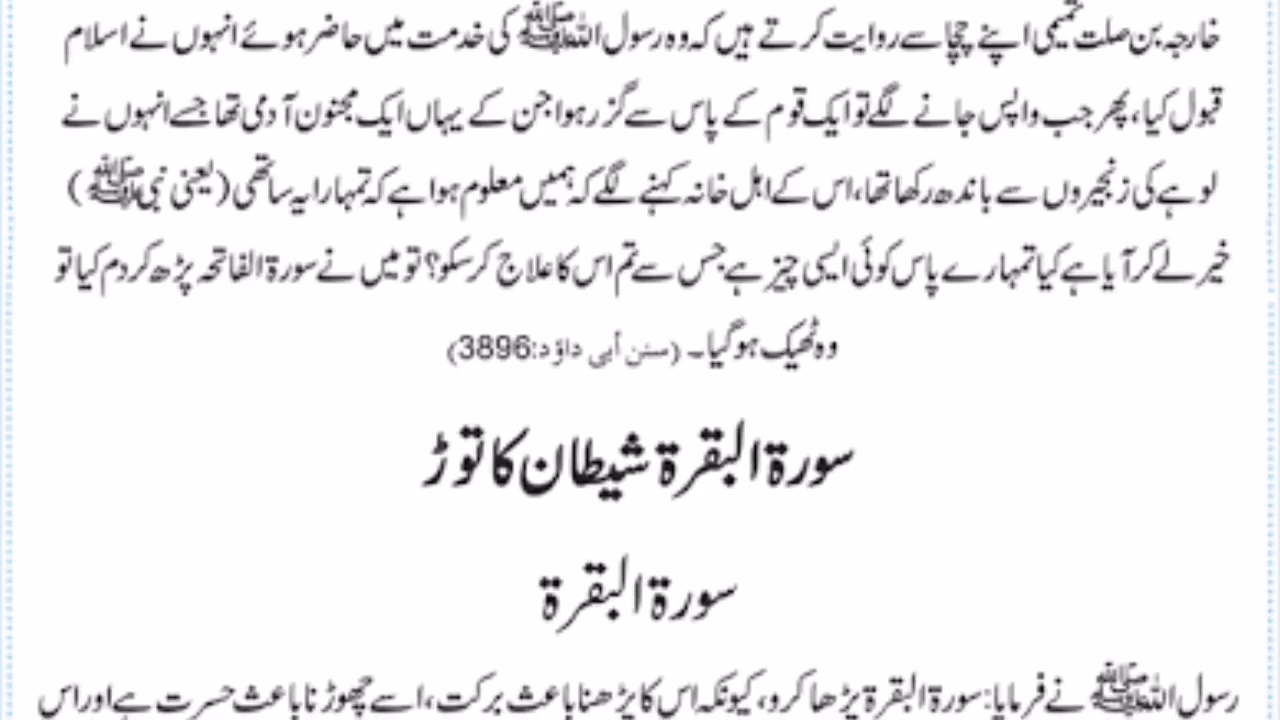 خارجہ بن صلت تمیمی اپنے چچا سے روایت کرتے ہیں کہ وہ رسول اللہ ﷺ کی خدمت میں حاضر ہوئے انہوں نے اسلام
قبول کیا، پھر جب واپس جانے لگے تو ایک قوم کے پاس سے گزر ہوا جن کے یہاں ایک مجنون آدمی تھا جسے انہوں نے
لوہے کی زنجیروں سے باندھ رکھا تھا، اس کے اہل خانہ کہنے لگے کہ ہمیں معلوم ہوا ہے کہ تمہارا یہ ساتھی (یعنی نبی ﷺ)
خیر لے کر آیا ہے کیا تمہارے پاس کوئی ایسی چیز ہے جس سے تم اس کا علاج کر سکو؟ تو میں نے سورۃ الفاتحہ پڑھ کر دم کیا تو
وہ ٹھیک ہو گیا۔ (سنن أبی داؤد:3896)
سورۃ البقرۃ شیطان کا توڑ
سورۃ البقرۃ
رسول اللہ ﷺ نے فرمایا: سورۃ البقرۃ پڑھا کرو، کیونکہ اس کا پڑھنا باعث برکت، اسے چھوڑنا باعث حسرت ہے اور اس